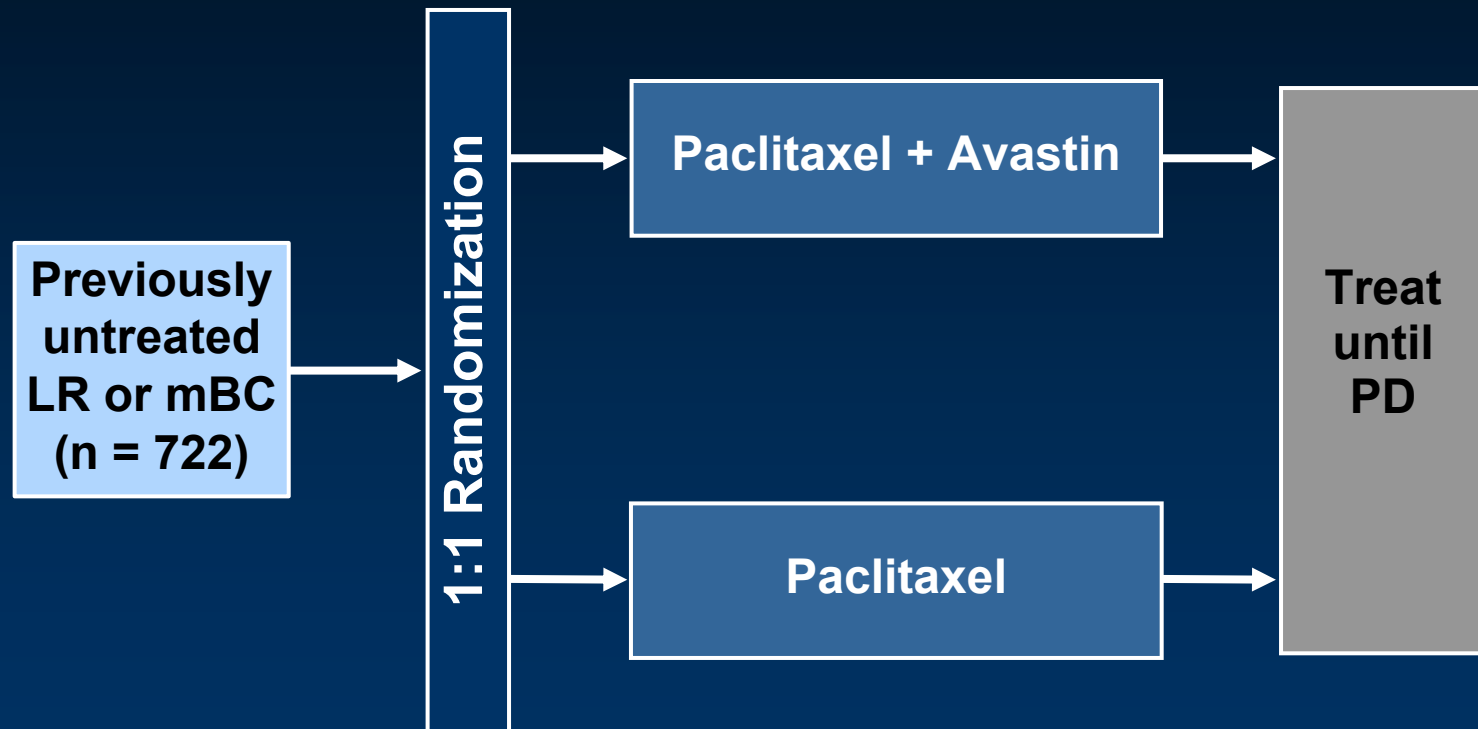 Previously
untreated
LR or mBC
(n = 722)
1:1 Randomization
Paclitaxel + Avastin
Paclitaxel
Treat
until
PD